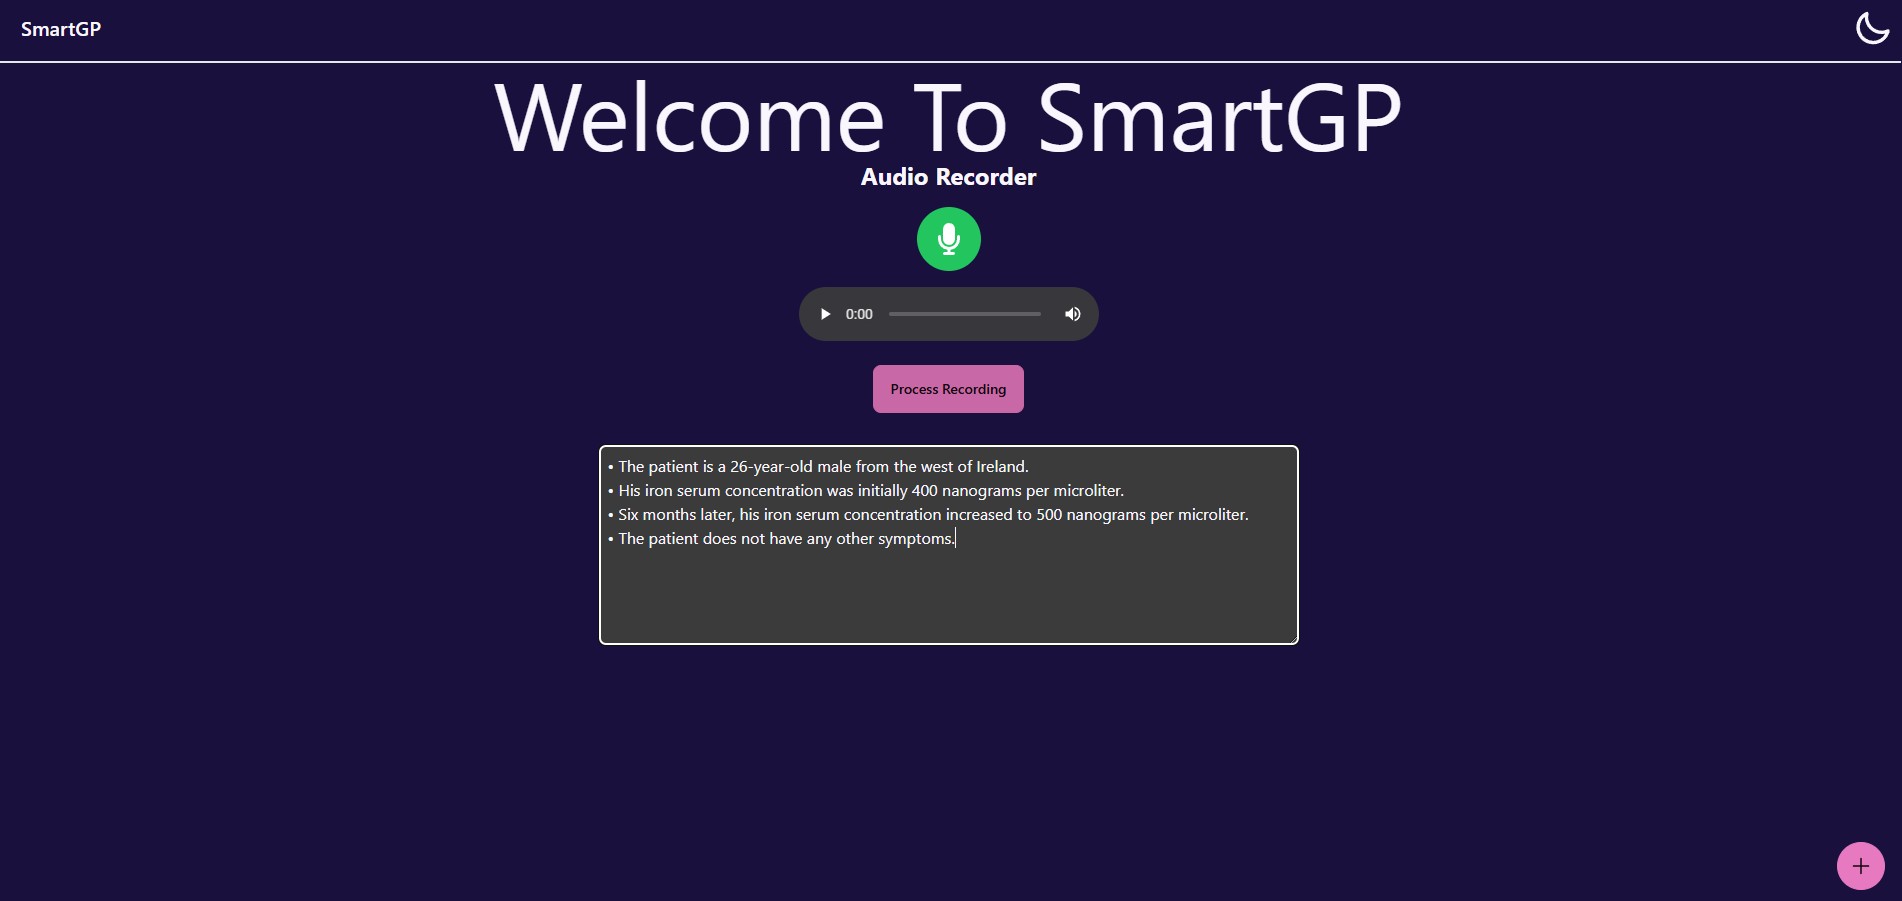 SmartGP
Welcome To SmartGP
Audio Recorder
0:00
Process Recording
• The patient is a 26-year-old male from the west of Ireland.
• His iron serum concentration was initially 400 nanograms per microliter.
• Six months later, his iron serum concentration increased to 500 nanograms per microliter.
• The patient does not have any other symptoms.